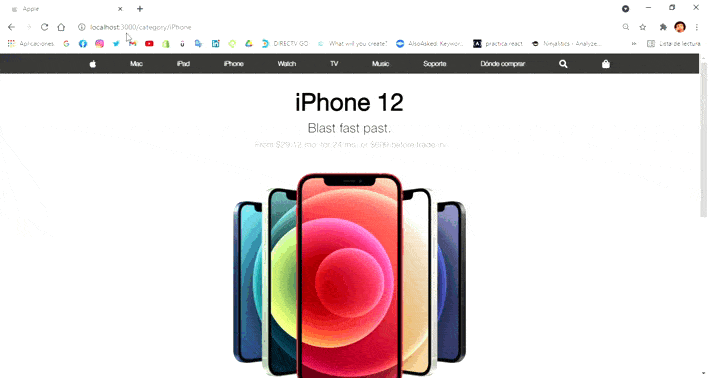 Apple
localhost:3000/category/iPhone
Aplicaciones DIRECTV GO What will you create? AlsoAsked: Keywor... practica react Ninjalitics | Analyze... » Lista de lectura
Mac iPad iPhone Watch TV Music Soporte Dónde comprar
iPhone 12
Blast fast past.
From $29.12 mo. for 24 mo. or $699 before trade-in